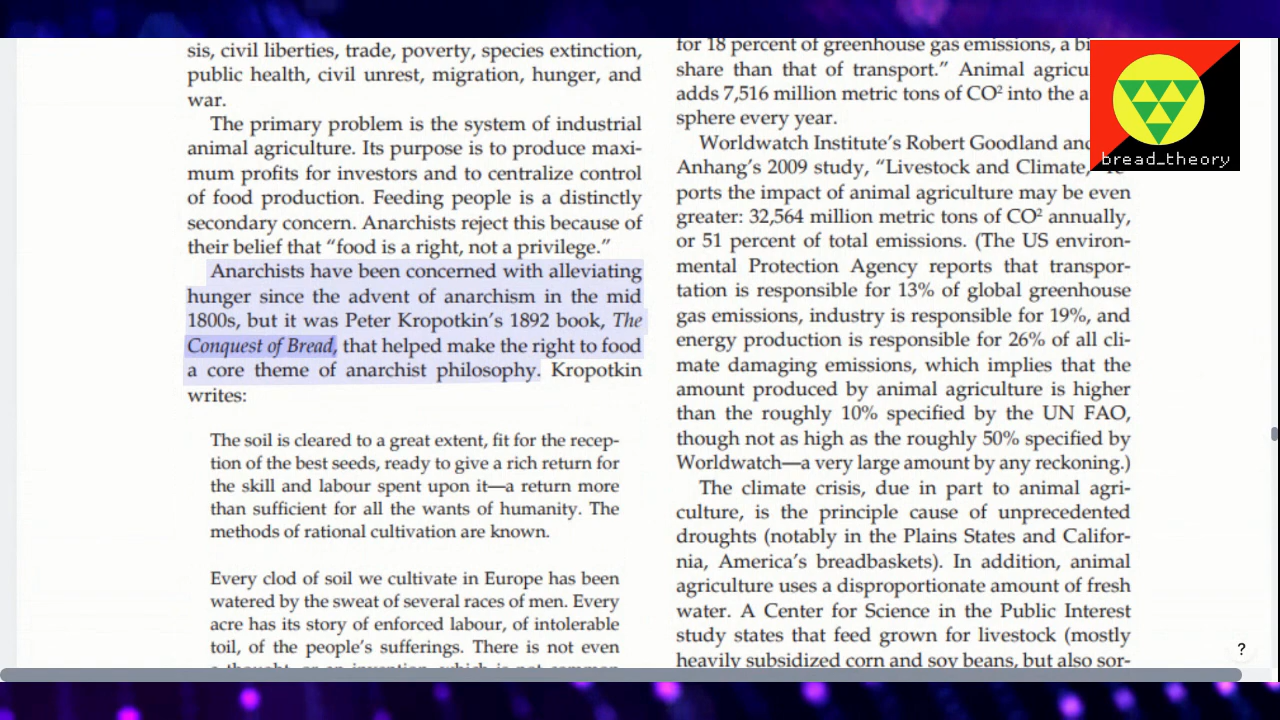 sis, civil liberties, trade, poverty, species extinction,
public health, civil unrest, migration, hunger, and
war.
The primary problem is the system of industrial
animal agriculture. Its purpose is to produce maxi-
mum profits for investors and to centralize control
of food production. Feeding people is a distinctly
secondary concern. Anarchists reject this because of
their belief that “food is a right, not a privilege.”
Anarchists have been concerned with alleviating
hunger since the advent of anarchism in the mid
1800s, but it was Peter Kropotkin’s 1892 book, The
Conquest of Bread, that helped make the right to food
a core theme of anarchist philosophy. Kropotkin
writes:
The soil is cleared to a great extent, fit for the recep-
tion of the best seeds, ready to give a rich return for
the skill and labour spent upon it—a return more
than sufficient for all the wants of humanity. The
methods of rational cultivation are known.
Every clod of soil we cultivate in Europe has been
watered by the sweat of several races of men. Every
acre has its story of enforced labour, of intolerable
toil, of the people’s sufferings. There is not even
for 18 percent of greenhouse gas emissions, a
share than that of transport.” Animal
adds 7,516 million metric tons of CO² into the
sphere every year.
Worldwatch Institute’s Robert Goodland
Anhang’s 2009 study, “Livestock and Climate,”
ports the impact of animal agriculture may be even
greater: 32,564 million metric tons of CO² annually,
or 51 percent of total emissions. (The US environ-
mental Protection Agency reports that transpor-
tation is responsible for 13% of global greenhouse
gas emissions, industry is responsible for 19%, and
energy production is responsible for 26% of all cli-
mate damaging emissions, which implies that the
amount produced by animal agriculture is higher
than the roughly 10% specified by the UN FAO,
though not as high as the roughly 50% specified by
Worldwatch—a very large amount by any reckoning.)
The climate crisis, due in part to animal agri-
culture, is the principle cause of unprecedented
droughts (notably in the Plains States and Califor-
nia, America’s breadbaskets). In addition, animal
agriculture uses a disproportionate amount of fresh
water. A Center for Science in the Public Interest
study states that feed grown for livestock (mostly
heavily subsidized corn and soy beans, but also sor-
bread_theory
?